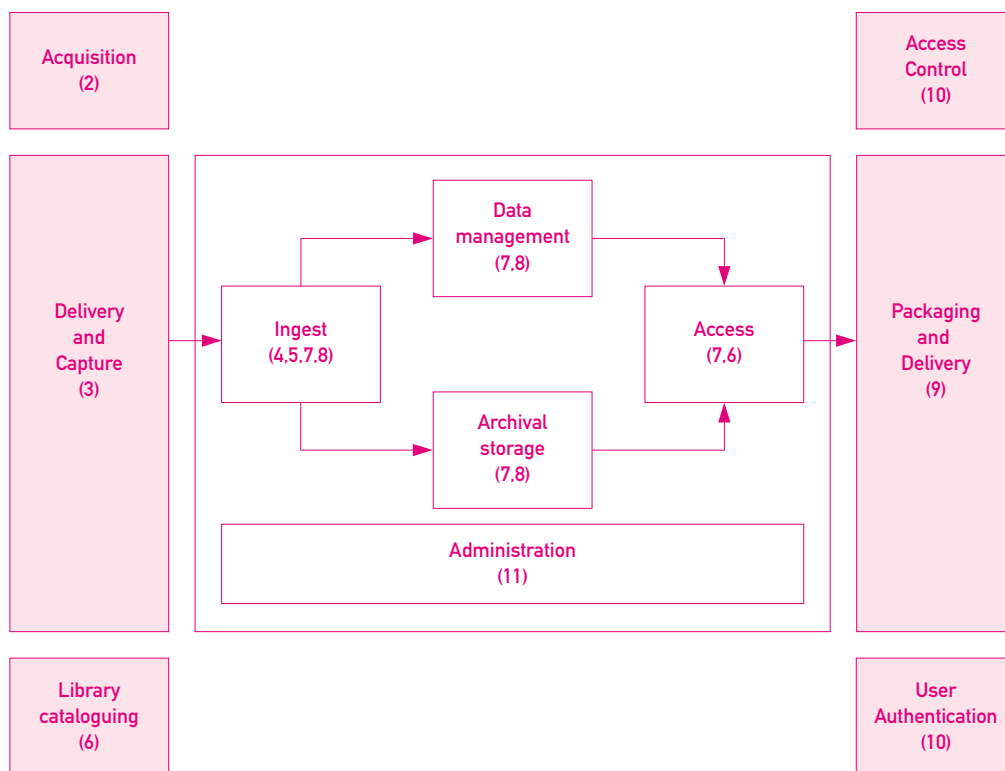 Acquisition
(2)
Access
Control
(10)
Delivery
and
Capture
(3)
Ingest
(4,5,7,8)
Data
management
(7,8)
Archival
storage
(7,8)
Access
(7,6)
Administration
(11)
Packaging
and
Delivery
(9)
Library
cataloguing
(6)
User
Authentication
(10)